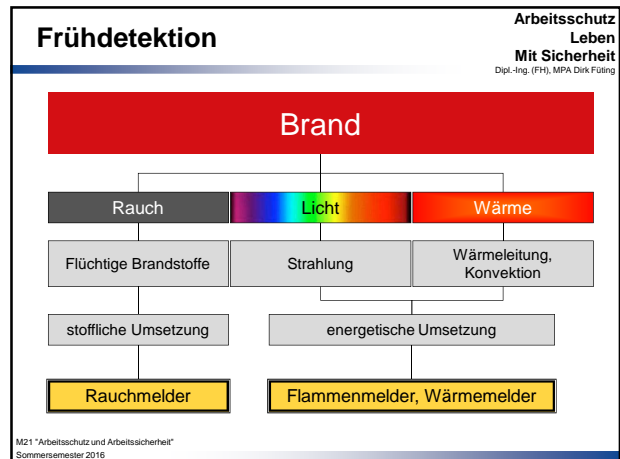 Frühdetektion
Arbeitsschutz
Leben
Mit Sicherheit
Dipl.-Ing. (FH), MPA Dirk Füting
Brand
Rauch
Licht
Wärme
Flüchtige Brandstoffe
Strahlung
Wärmeleitung,
Konvektion
stoffliche Umsetzung
energetische Umsetzung
Rauchmelder
Flammenmelder, Wärmemelder
M21 "Arbeitsschutz und Arbeitssicherheit"
Sommersemester 2016